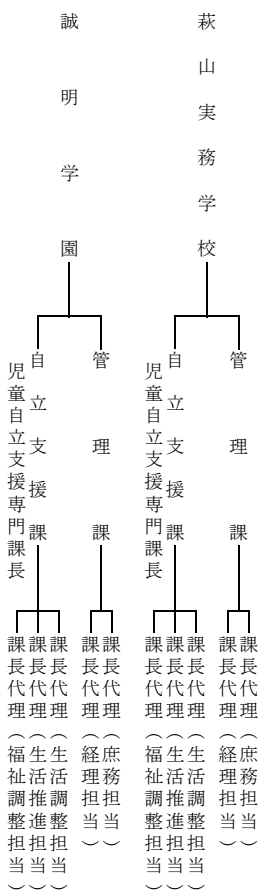 萩山実務学校
管理課
課長代理（庶務担当）
課長代理（経理担当）
自立支援課
児童自立支援専門課長
課長代理（生活調整担当）
課長代理（生活推進担当）
課長代理（福祉調整担当）
誠明学園
管理課
課長代理（庶務担当）
課長代理（経理担当）
自立支援課
児童自立支援専門課長
課長代理（生活調整担当）
課長代理（生活推進担当）
課長代理（福祉調整担当）